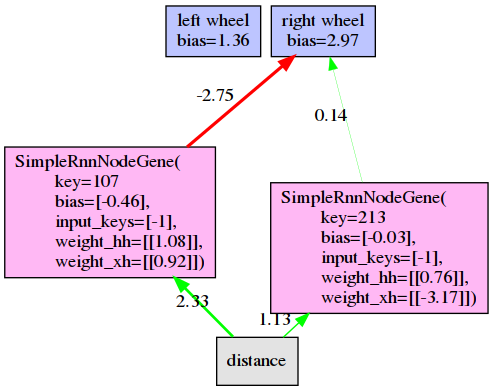 left wheel
bias=1.36
right wheel
bias=2.97
-2.75
0.14
SimpleRnnNodeGene(
key=107
bias=[-0.46],
input_keys=[-1],
weight_hh=[[1.08]],
weight_xh=[[0.92]])
SimpleRnnNodeGene(
key=213
bias=[-0.03],
input_keys=[-1],
weight_hh=[[0.76]],
weight_xh=[[-3.17]])
2.33
1.13
distance